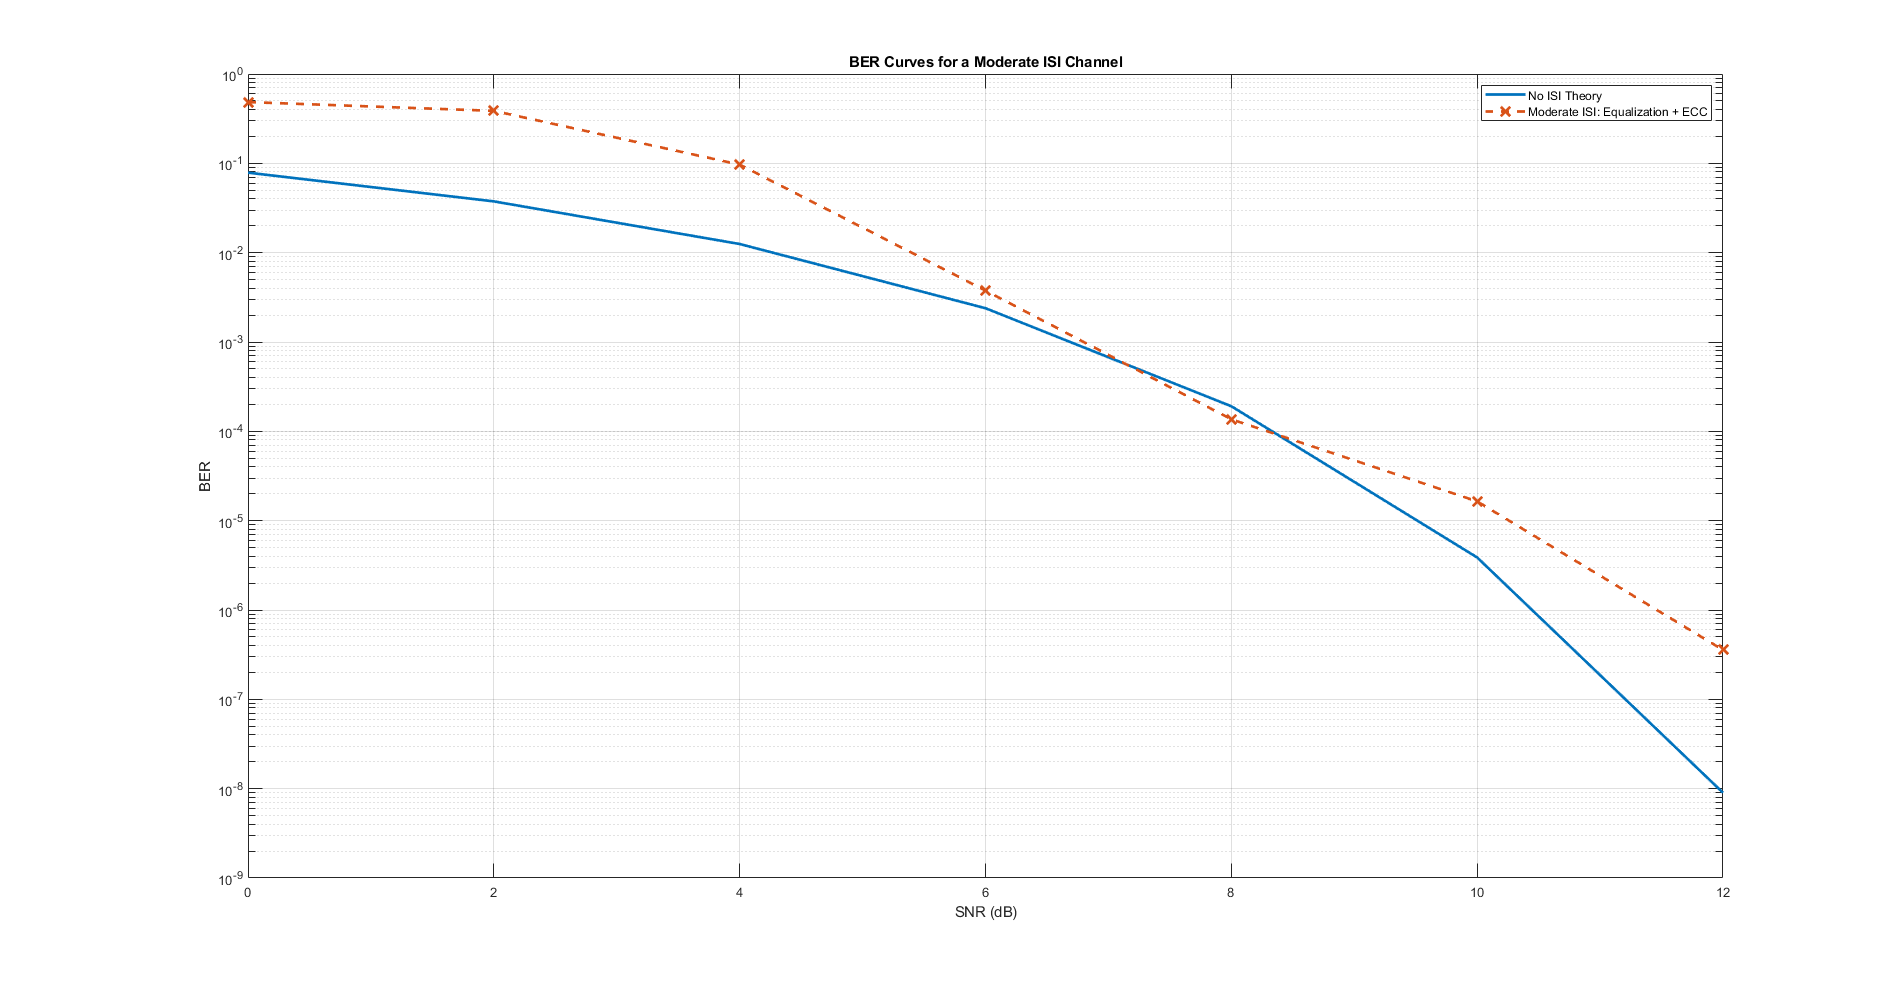 BER Curves for a Moderate ISI Channel
No ISI Theory
Moderate ISI: Equalization + ECC
BER
10^0
10^-1
10^-2
10^-3
10^-4
10^-5
10^-6
10^-7
10^-8
10^-9
0 2 4 6 8 10 12
SNR (dB)